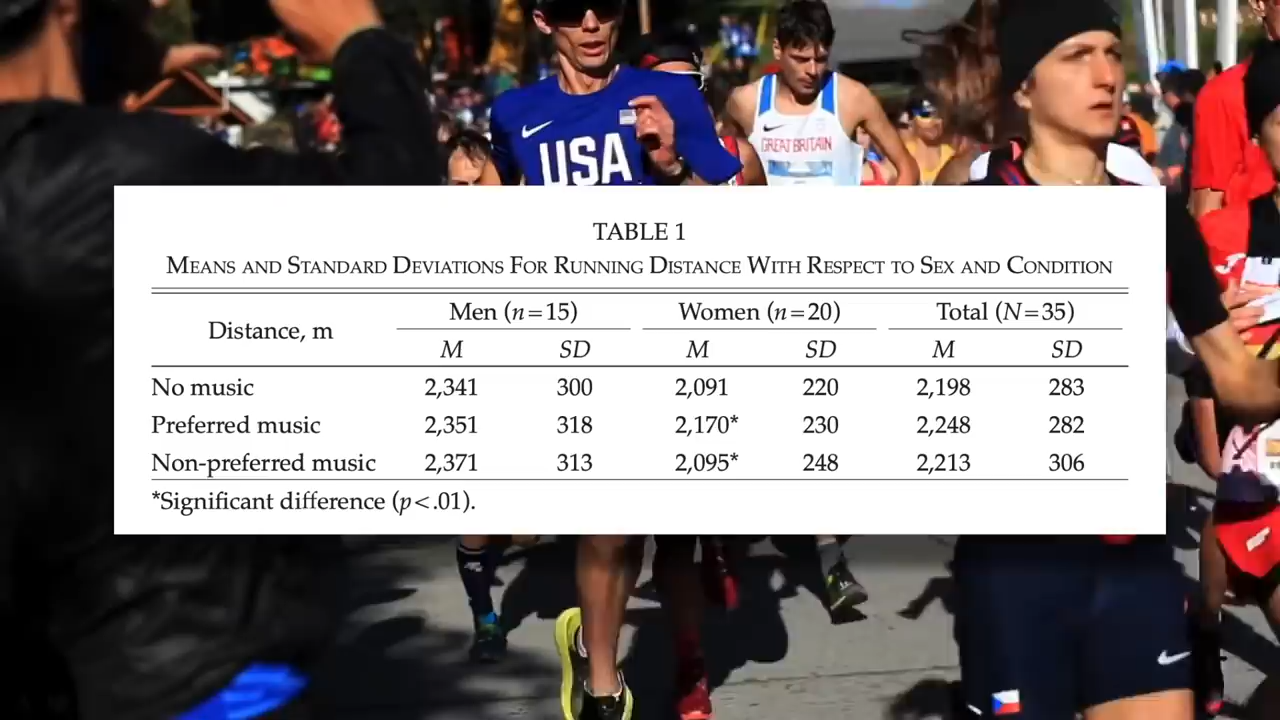 USA
GREAT BRITAIN
TABLE 1
Means and Standard Deviations For Running Distance With Respect to Sex and Condition
Distance, m Men (n=15) Women (n=20) Total (N=35)
M SD M SD M SD
No music 2,341 300 2,091 220 2,198 283
Preferred music 2,351 318 2,170* 230 2,248 282
Non-preferred music 2,371 313 2,095* 248 2,213 306
*Significant difference (p<.01).